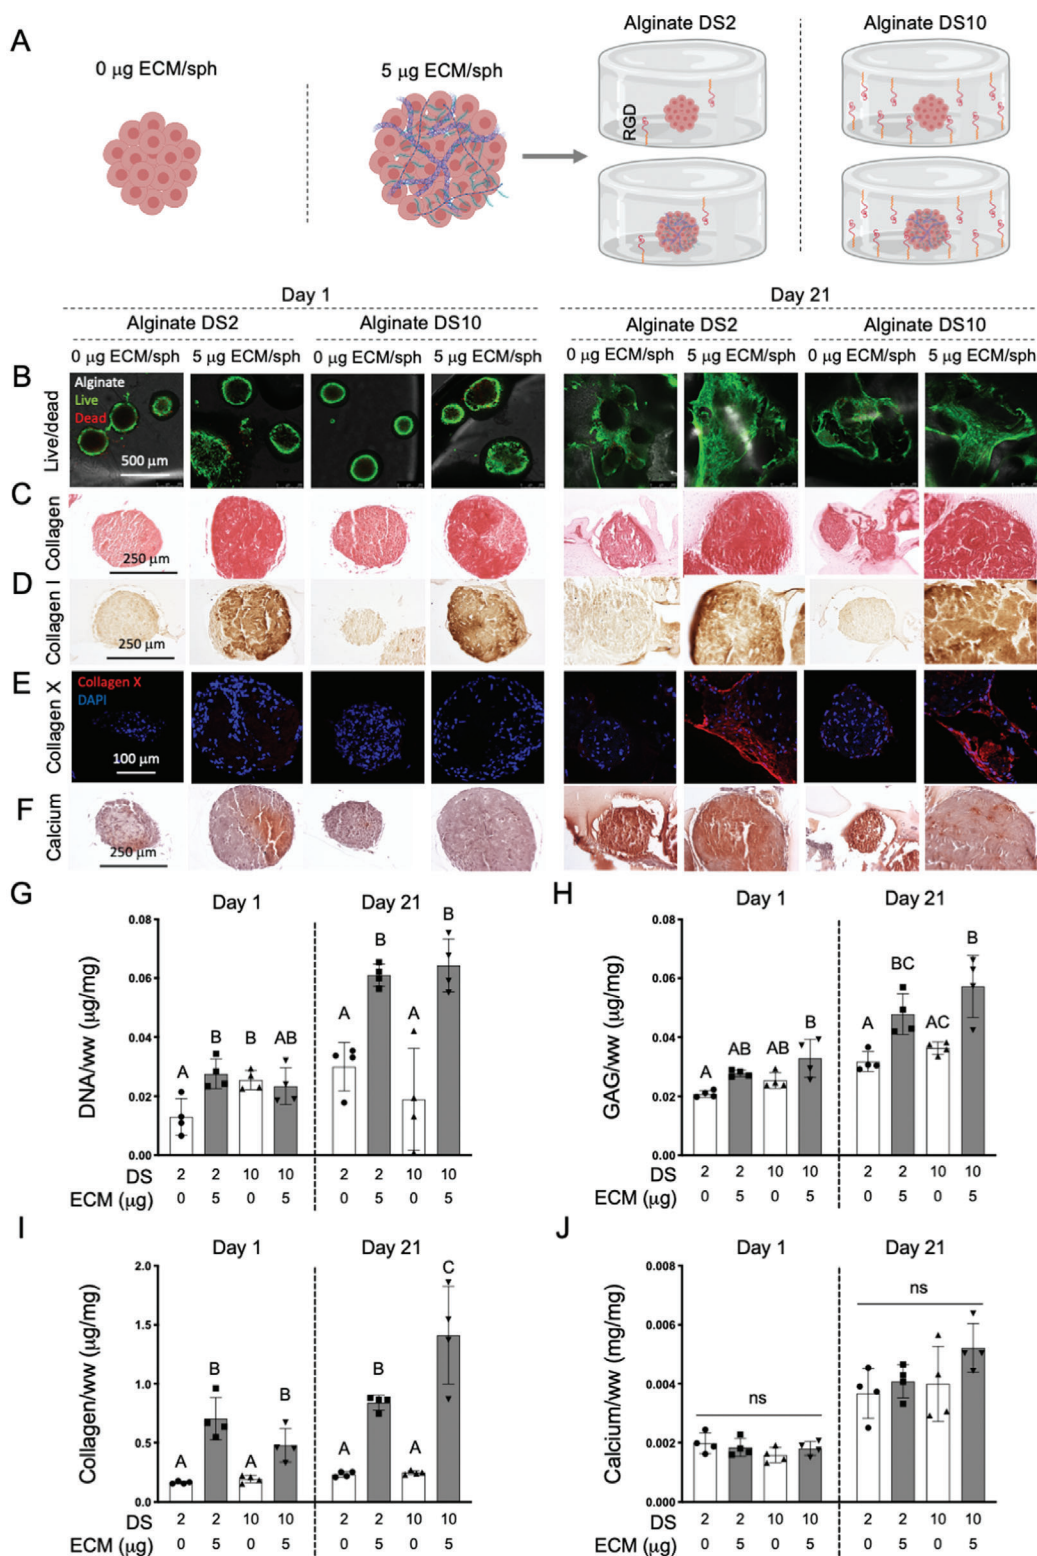 A
0 μg ECM/sph
5 μg ECM/sph
Alginate DS2
Alginate DS10
RGD
Day 1
Day 21
Alginate DS2
Alginate DS10
Alginate DS2
Alginate DS10
0 μg ECM/sph
5 μg ECM/sph
0 μg ECM/sph
5 μg ECM/sph
0 μg ECM/sph
5 μg ECM/sph
0 μg ECM/sph
5 μg ECM/sph
B
Live/dead
Alginate
Live
Dead
500 μm
C
Collagen
250 μm
D
Collagen I
250 μm
E
Collagen X
Collagen X
DAPI
100 μm
F
Calcium
250 μm
G
Day 1
Day 21
DNA/ww (μg/mg)
0.08
0.06
0.04
0.02
0.00
A
B
B
AB
A
B
A
B
DS
2 2 10 10 2 2 10 10
ECM (μg)
0 5 0 5 0 5 0 5
H
Day 1
Day 21
GAG/ww (μg/mg)
0.08
0.06
0.04
0.02
0.00
A
AB
AB
B
A
BC
AC
B
2 2 10 10 2 2 10 10
0 5 0 5 0 5 0 5
I
Day 1
Day 21
Collagen/ww (μg/mg)
2.0
1.5
1.0
0.5
0.0
A
B
A
B
A
B
A
C
DS
2 2 10 10 2 2 10 10
ECM (μg)
0 5 0 5 0 5 0 5
J
Day 1
Day 21
Calcium/ww (mg/mg)
0.008
0.006
0.004
0.002
0.000
ns
ns
2 2 10 10 2 2 10 10
0 5 0 5 0 5 0 5